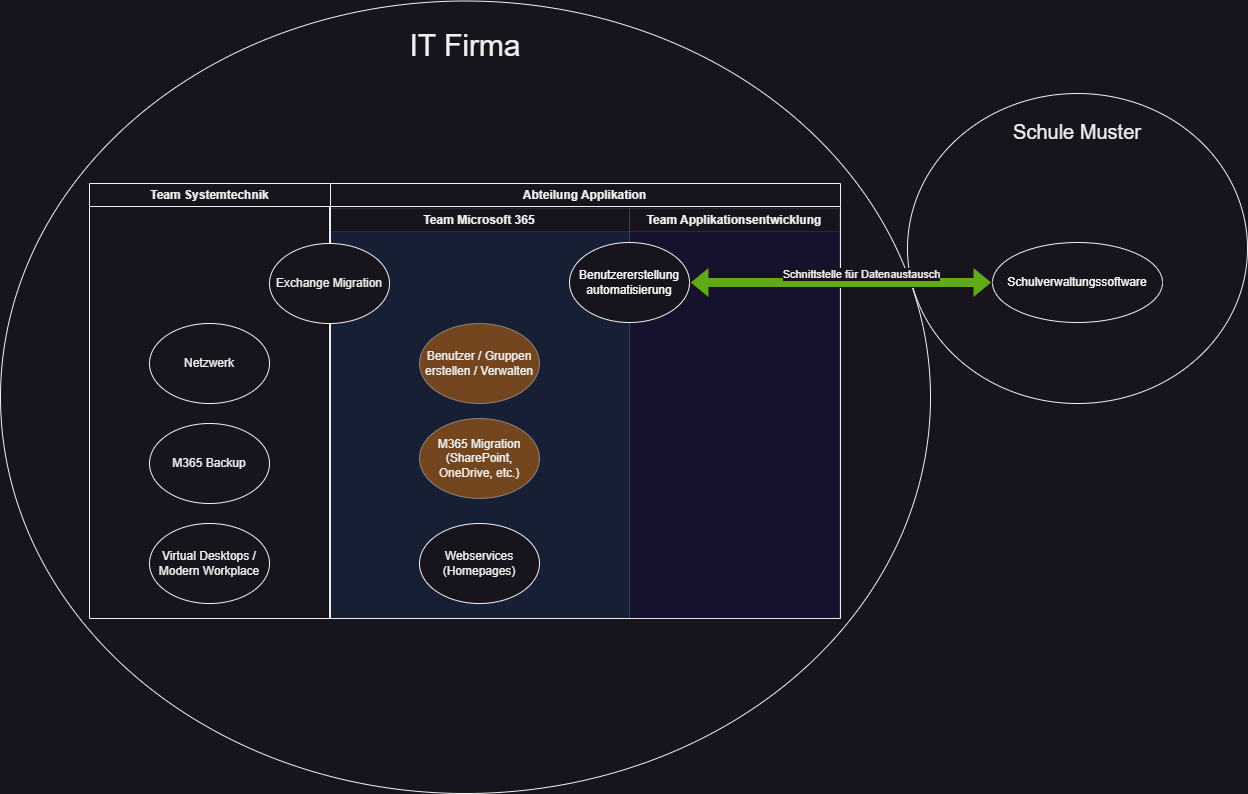 IT Firma
Schule Muster
Team Systemtechnik
Abteilung Applikation
Team Microsoft 365
Team Applikationsentwicklung
Exchange Migration
Benutzererstellung
automatisierung
Schnittstelle für Datenaustausch
Schulverwaltungssoftware
Netzwerk
Benutzer / Gruppen
erstellen / Verwalten
M365 Backup
M365 Migration
(SharePoint,
OneDrive, etc.)
Virtual Desktops /
Modern Workplace
Webservices
(Homepages)